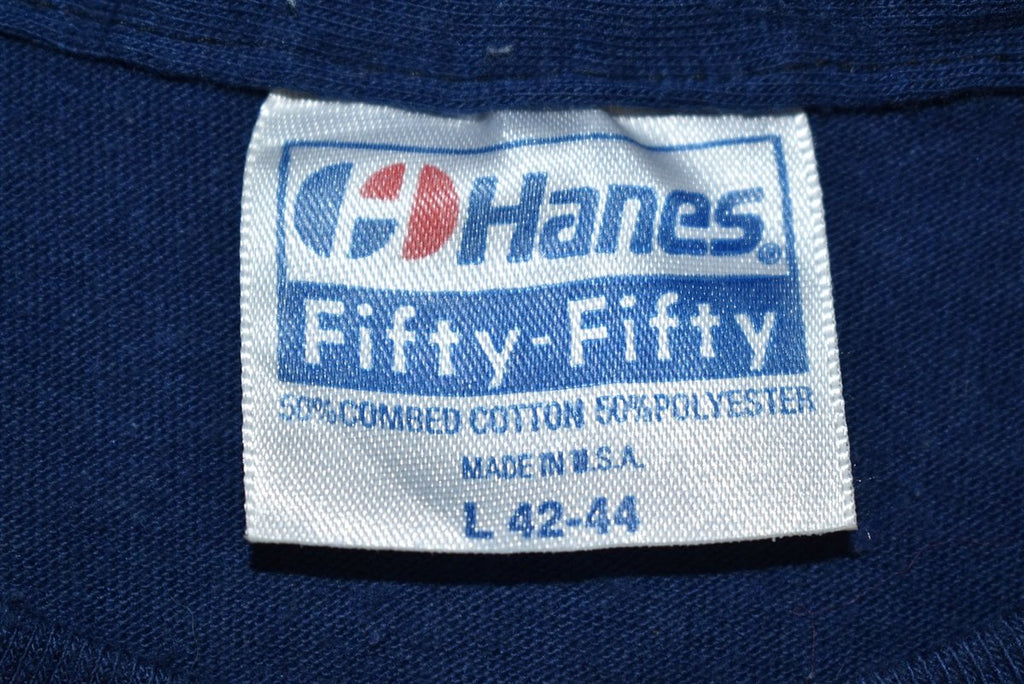 Hanes®
Fifty-Fifty
50%COMBED COTTON 50%POLYESTER
MADE IN U.S.A.
L 42-44